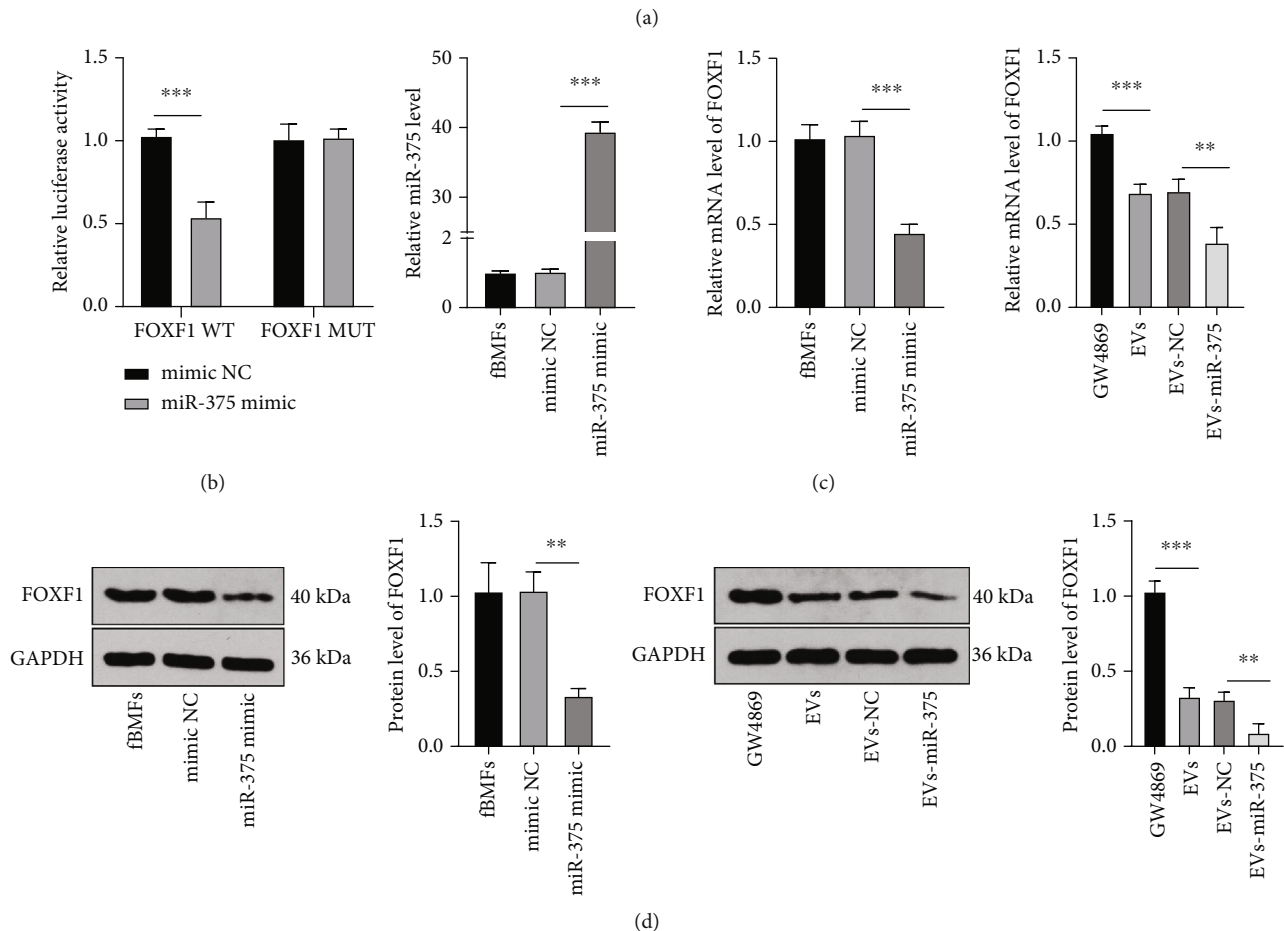 (a)
Relative luciferase activity
1.5
1.0
0.5
0.0
***
FOXF1 WT
FOXF1 MUT
mimic NC
miR-375 mimic
Relative miR-375 level
50
40
30
2
0
***
fBMFs
mimic NC
miR-375 mimic
(b)
Relative mRNA level of FOXF1
1.5
1.0
0.5
0.0
***
fBMFs
mimic NC
miR-375 mimic
Relative mRNA level of FOXF1
1.5
1.0
0.5
0.0
***
**
GW4869
EVs
EVs-NC
EVs-miR-375
(c)
FOXF1
40 kDa
GAPDH
36 kDa
fBMFs
mimic NC
miR-375 mimic
Protein level of FOXF1
1.5
1.0
0.5
0.0
**
fBMFs
mimic NC
miR-375 mimic
FOXF1
40 kDa
GAPDH
36 kDa
GW4869
EVs
EVs-NC
EVs-miR-375
Protein level of FOXF1
1.5
1.0
0.5
0.0
***
**
GW4869
EVs
EVs-NC
EVs-miR-375
(d)